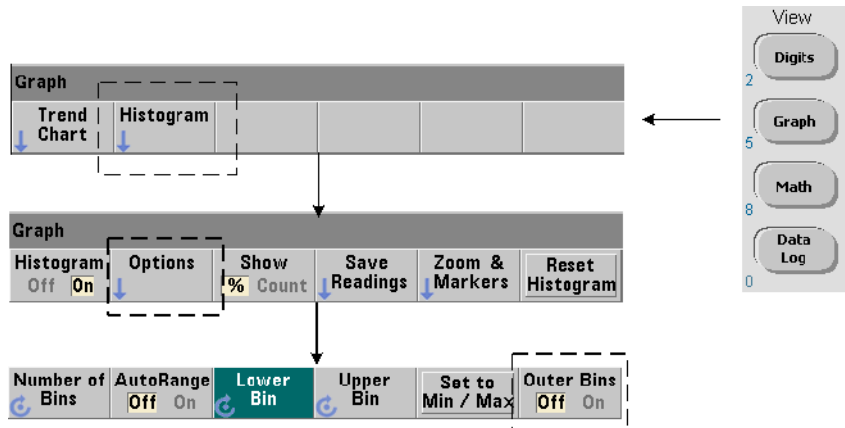 View
Digits
2
Graph
5
Math
8
Data
Log
0
Graph
Trend
Chart
Histogram
Graph
Histogram
Off On
Options
Show
% Count
Save
Readings
Zoom &
Markers
Reset
Histogram
Number of
Bins
AutoRange
Off On
Lower
Bin
Upper
Bin
Set to
Min / Max
Outer Bins
Off On